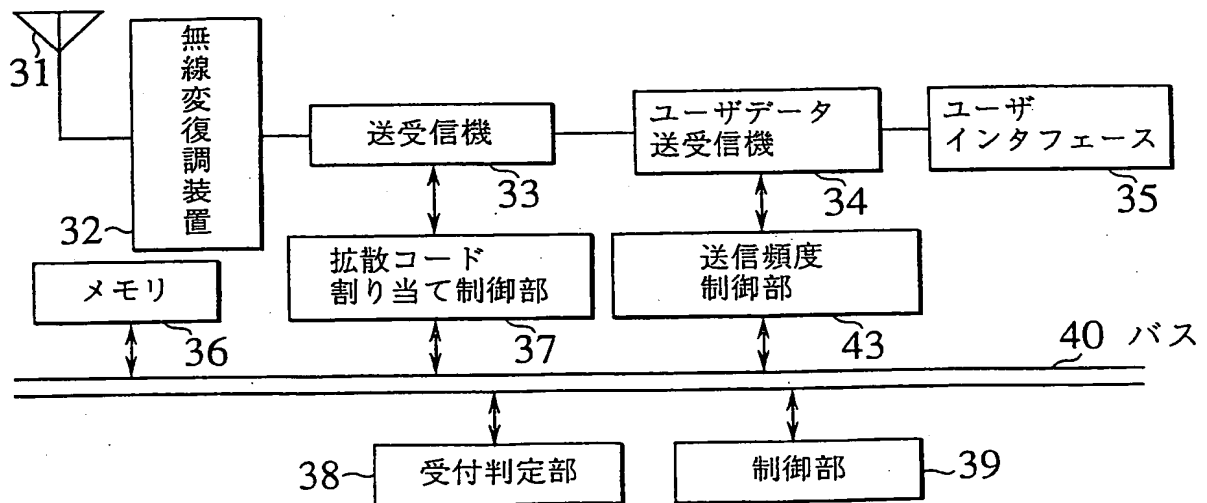 31
無線変復調装置
32
送受信機
33
ユーザデータ
送受信機
34
ユーザ
インタフェース
35
メモリ
36
拡散コード
割り当て制御部
37
送信頻度
制御部
43
40 バス
38
受付判定部
制御部
39